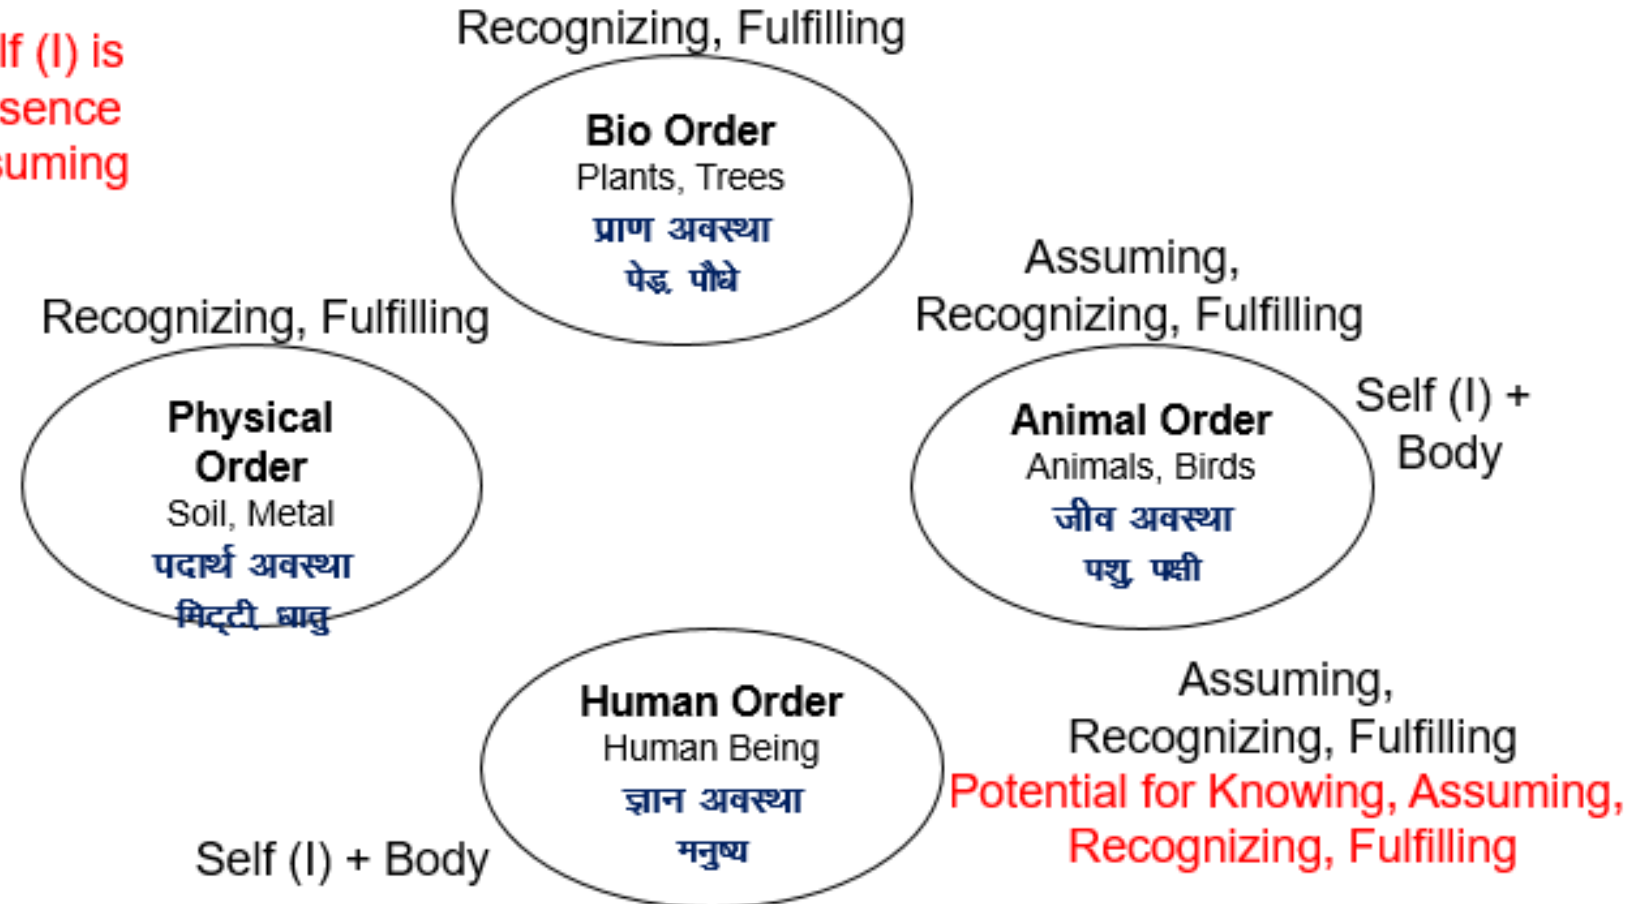 Recognizing, Fulfilling
lf (I) is
sence
suming
Bio Order
Plants, Trees
प्राण अवस्था
पेड़, पौधे
Recognizing, Fulfilling
Physical
Order
Soil, Metal
पदार्थ अवस्था
मिट्टी, धातु
Assuming,
Recognizing, Fulfilling
Animal Order
Animals, Birds
जीव अवस्था
पशु, पक्षी
Self (I) +
Body
Human Order
Human Being
ज्ञान अवस्था
मनुष्य
Self (I) + Body
Assuming,
Recognizing, Fulfilling
Potential for Knowing, Assuming,
Recognizing, Fulfilling